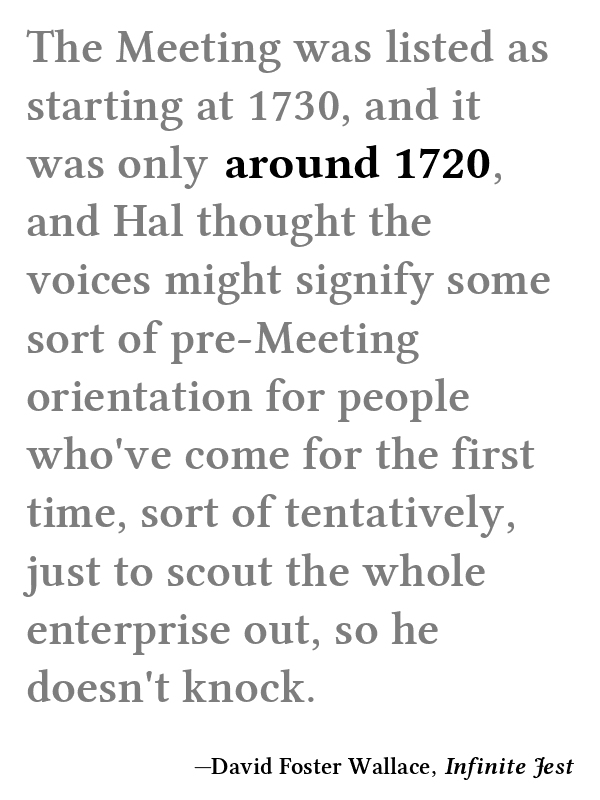 The Meeting was listed as
starting at 1730, and it
was only around 1720,
and Hal thought the
voices might signify some
sort of pre-Meeting
orientation for people
who've come for the first
time, sort of tentatively,
just to scout the whole
enterprise out, so he
doesn't knock.
—David Foster Wallace, Infinite Jest